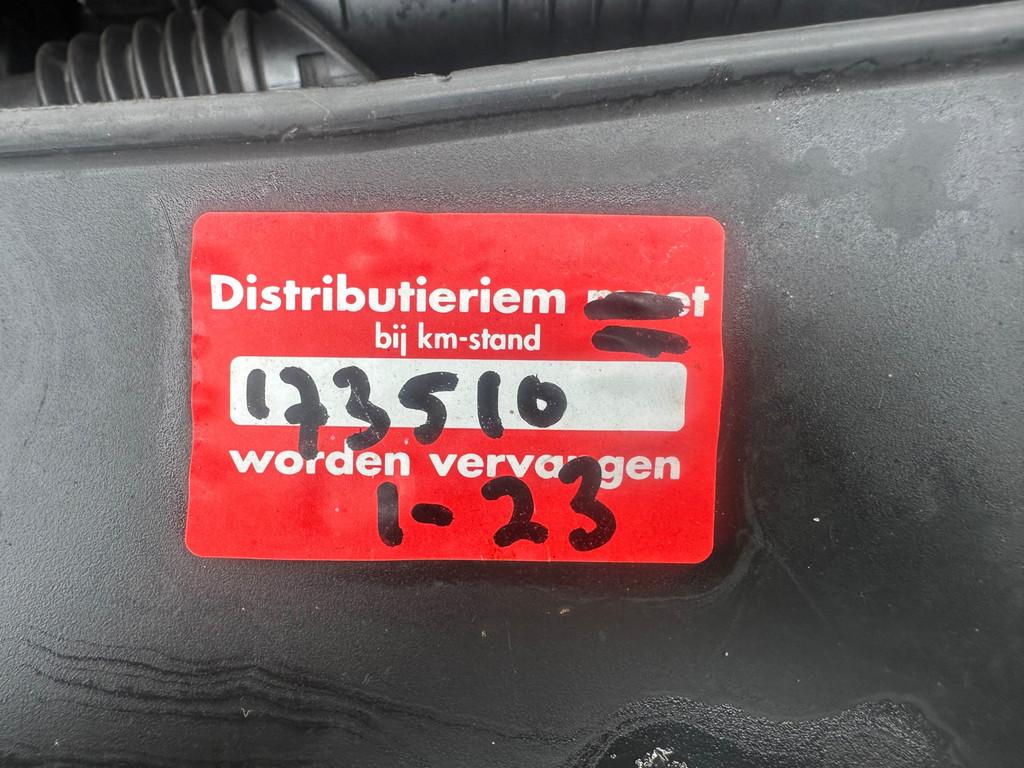 Distributieriem
bij km-stand
173510
worden vervangen
1-23